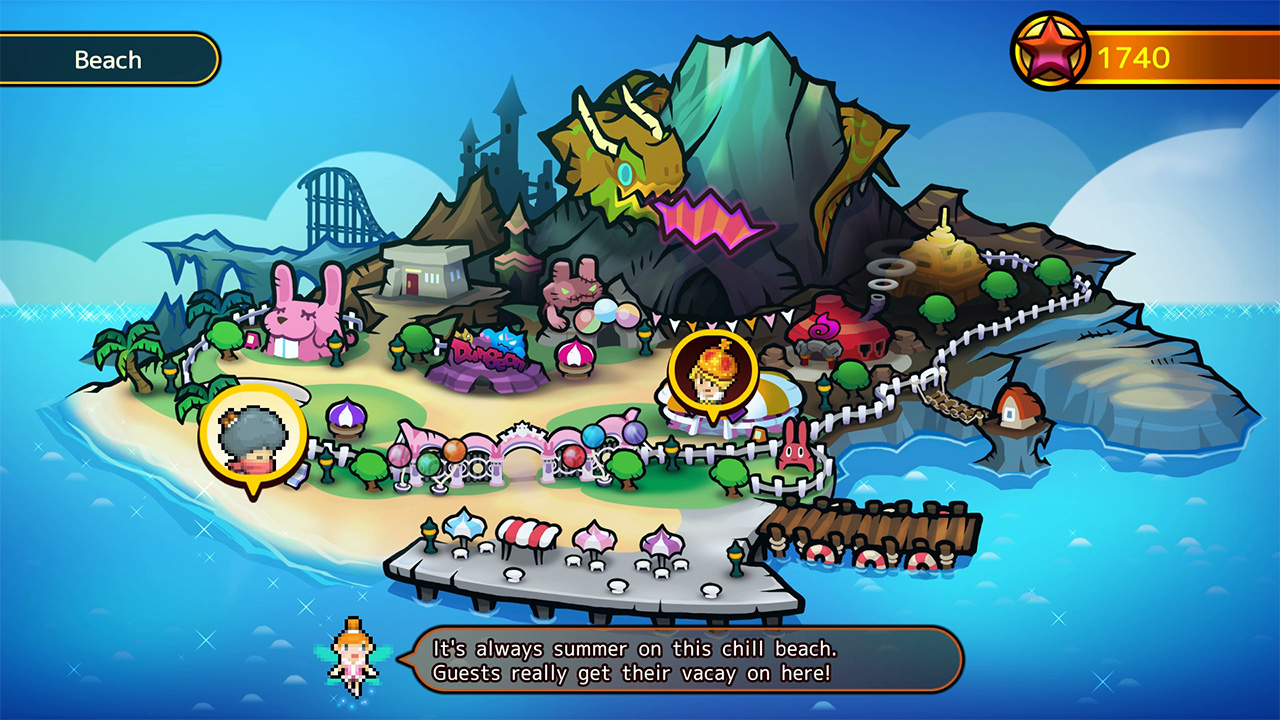 Beach
1740
Dungeon
It's always summer on this chill beach.
Guests really get their vacay on here!